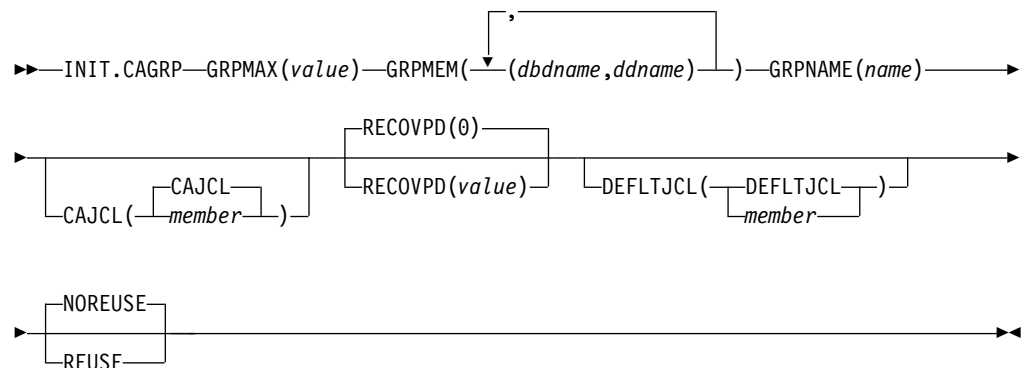 ,
INIT.CAGRP GRPMAX(value) GRPMEM( (dbdname,ddname) ) GRPNAME(name)
RECOVPD(0)
CAJCL
DEFLTJCL
RECOVPD(value)
CAJCL( member )
DEFLTJCL( member )
NOREUSE
REUSE